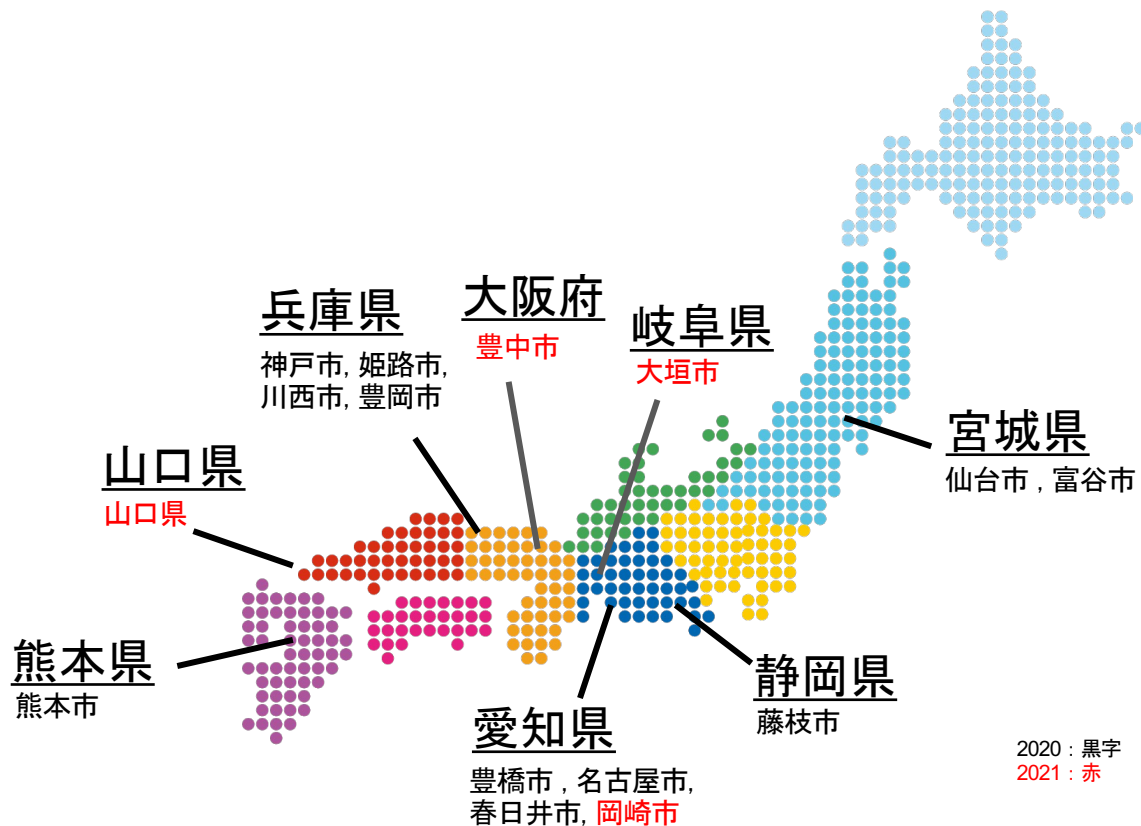 兵庫県
神戸市, 姫路市,
川西市, 豊岡市
大阪府
豊中市
岐阜県
大垣市
宮城県
仙台市 , 富谷市
山口県
山口県
熊本県
熊本市
愛知県
豊橋市 , 名古屋市,
春日井市, 岡崎市
静岡県
藤枝市
2020 : 黒字
2021 : 赤